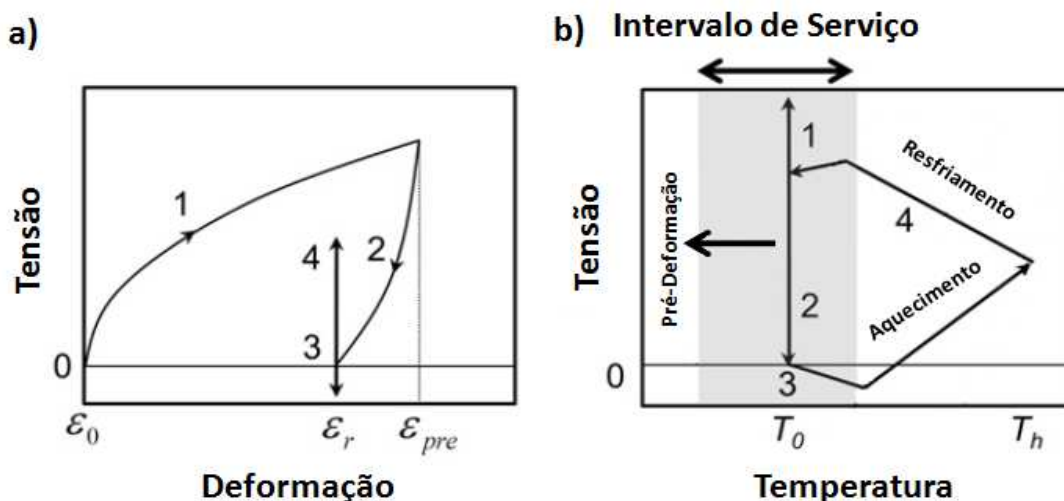 a)
Tensão
1
2
4
3
0
ε₀
εᵣ
ε_pre
Deformação
b)
Intervalo de Serviço
Tensão
Pré-Deformação
1
Resfriamento
4
Aquecimento
2
0
3
T₀
Tₕ
Temperatura